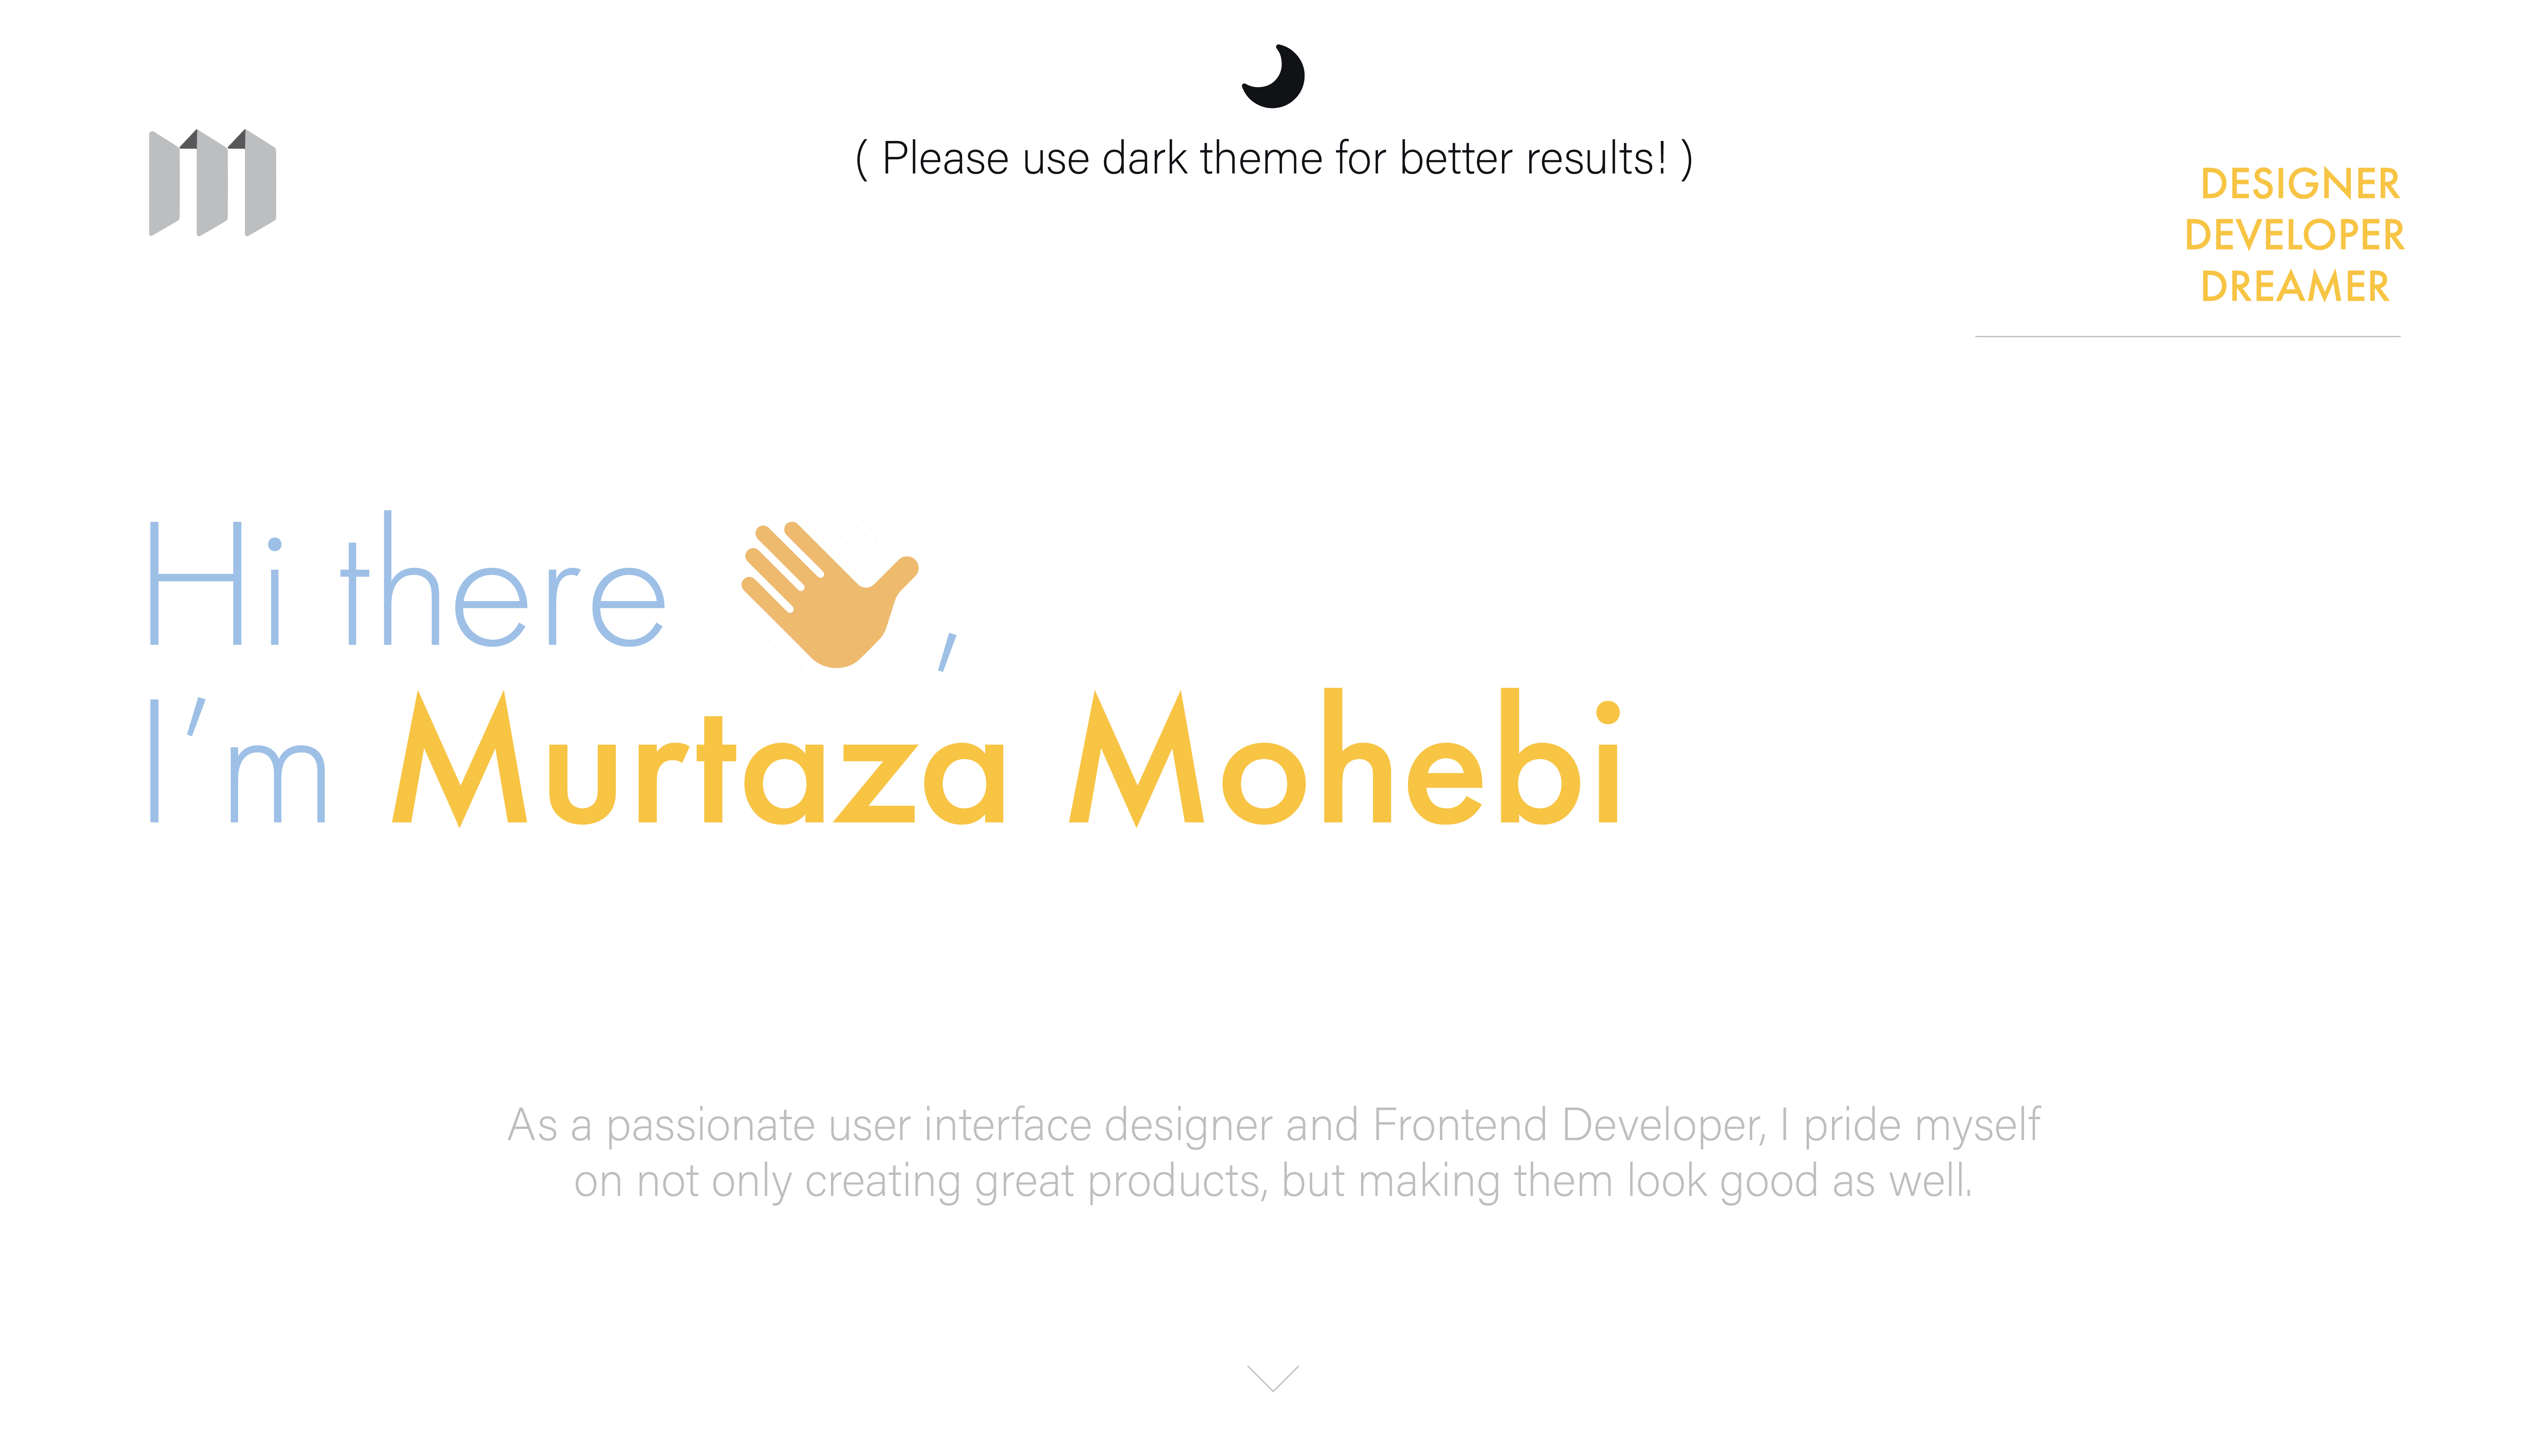 ( Please use dark theme for better results! )
DESIGNER
DEVELOPER
DREAMER
Hi there ,
I’m Murtaza Mohebi
As a passionate user interface designer and Frontend Developer, I pride myself
on not only creating great products, but making them look good as well.